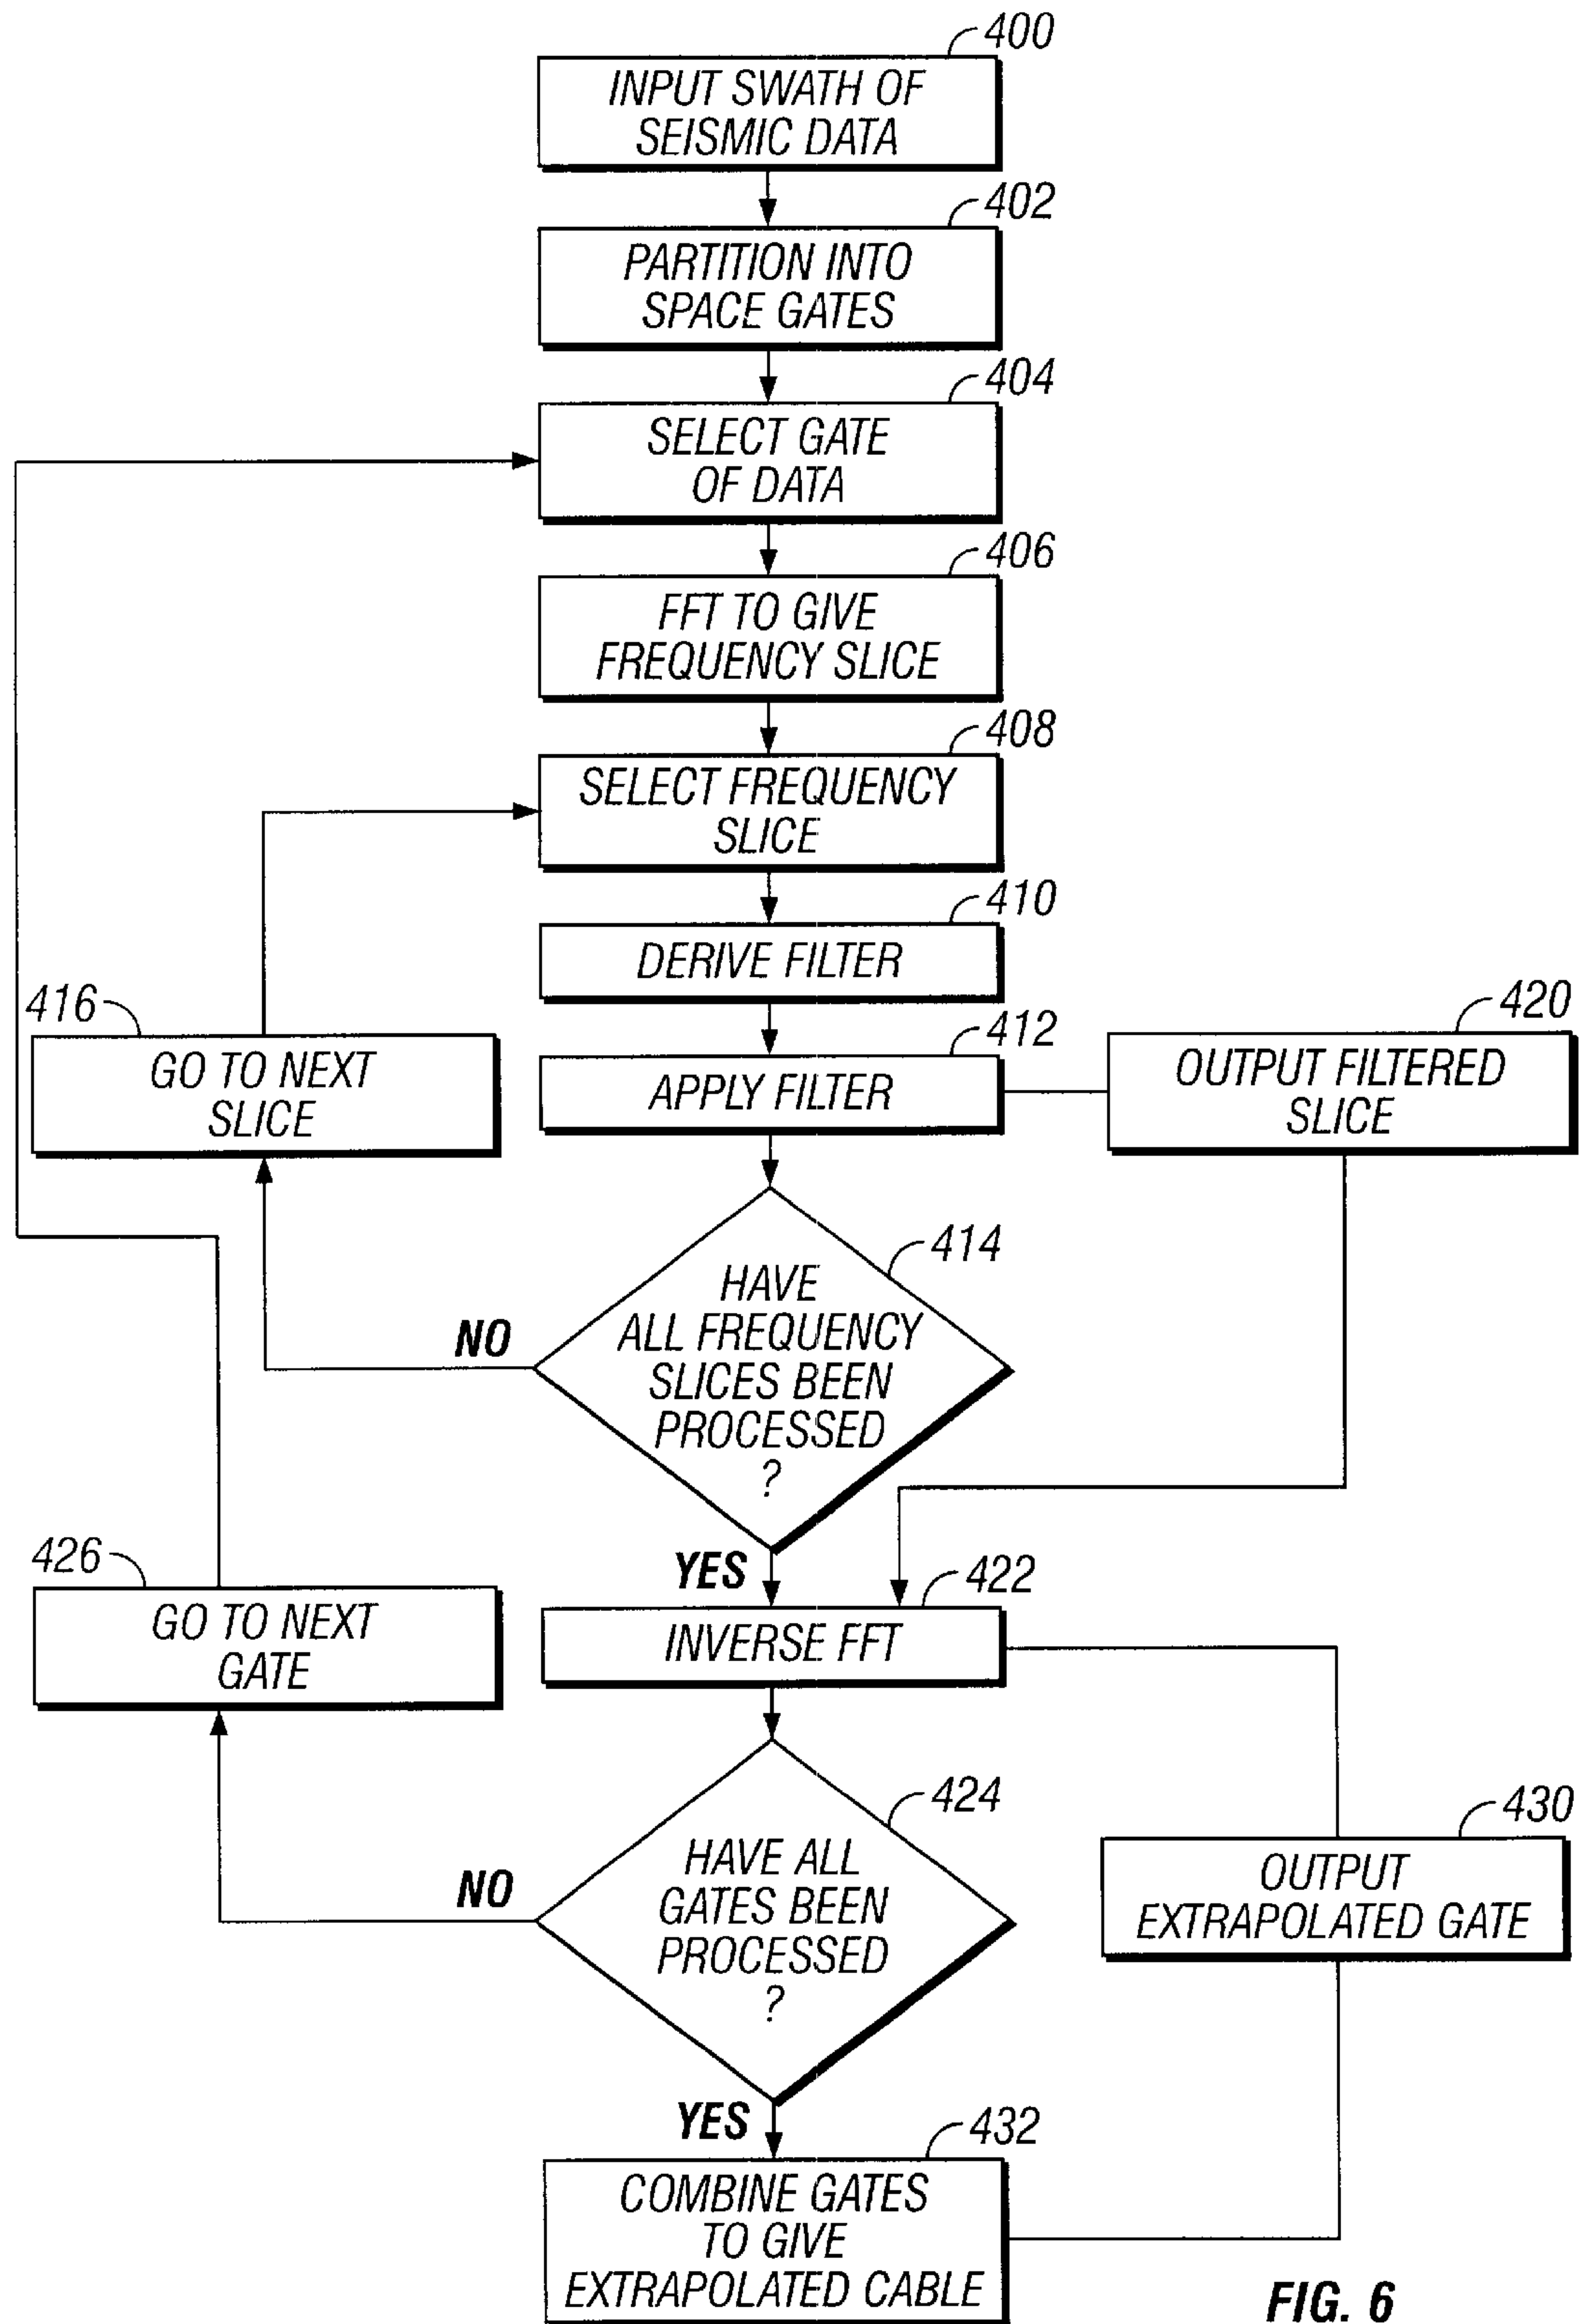 400
INPUT SWATH OF
SEISMIC DATA
402
PARTITION INTO
SPACE GATES
404
SELECT GATE
OF DATA
406
FFT TO GIVE
FREQUENCY SLICE
408
SELECT FREQUENCY
SLICE
410
DERIVE FILTER
416
GO TO NEXT
SLICE
412
APPLY FILTER
420
OUTPUT FILTERED
SLICE
414
HAVE
ALL FREQUENCY
SLICES BEEN
PROCESSED
?
NO
YES
426
GO TO NEXT
GATE
422
INVERSE FFT
424
HAVE ALL
GATES BEEN
PROCESSED
?
NO
YES
430
OUTPUT
EXTRAPOLATED GATE
432
COMBINE GATES
TO GIVE
EXTRAPOLATED CABLE
FIG. 6